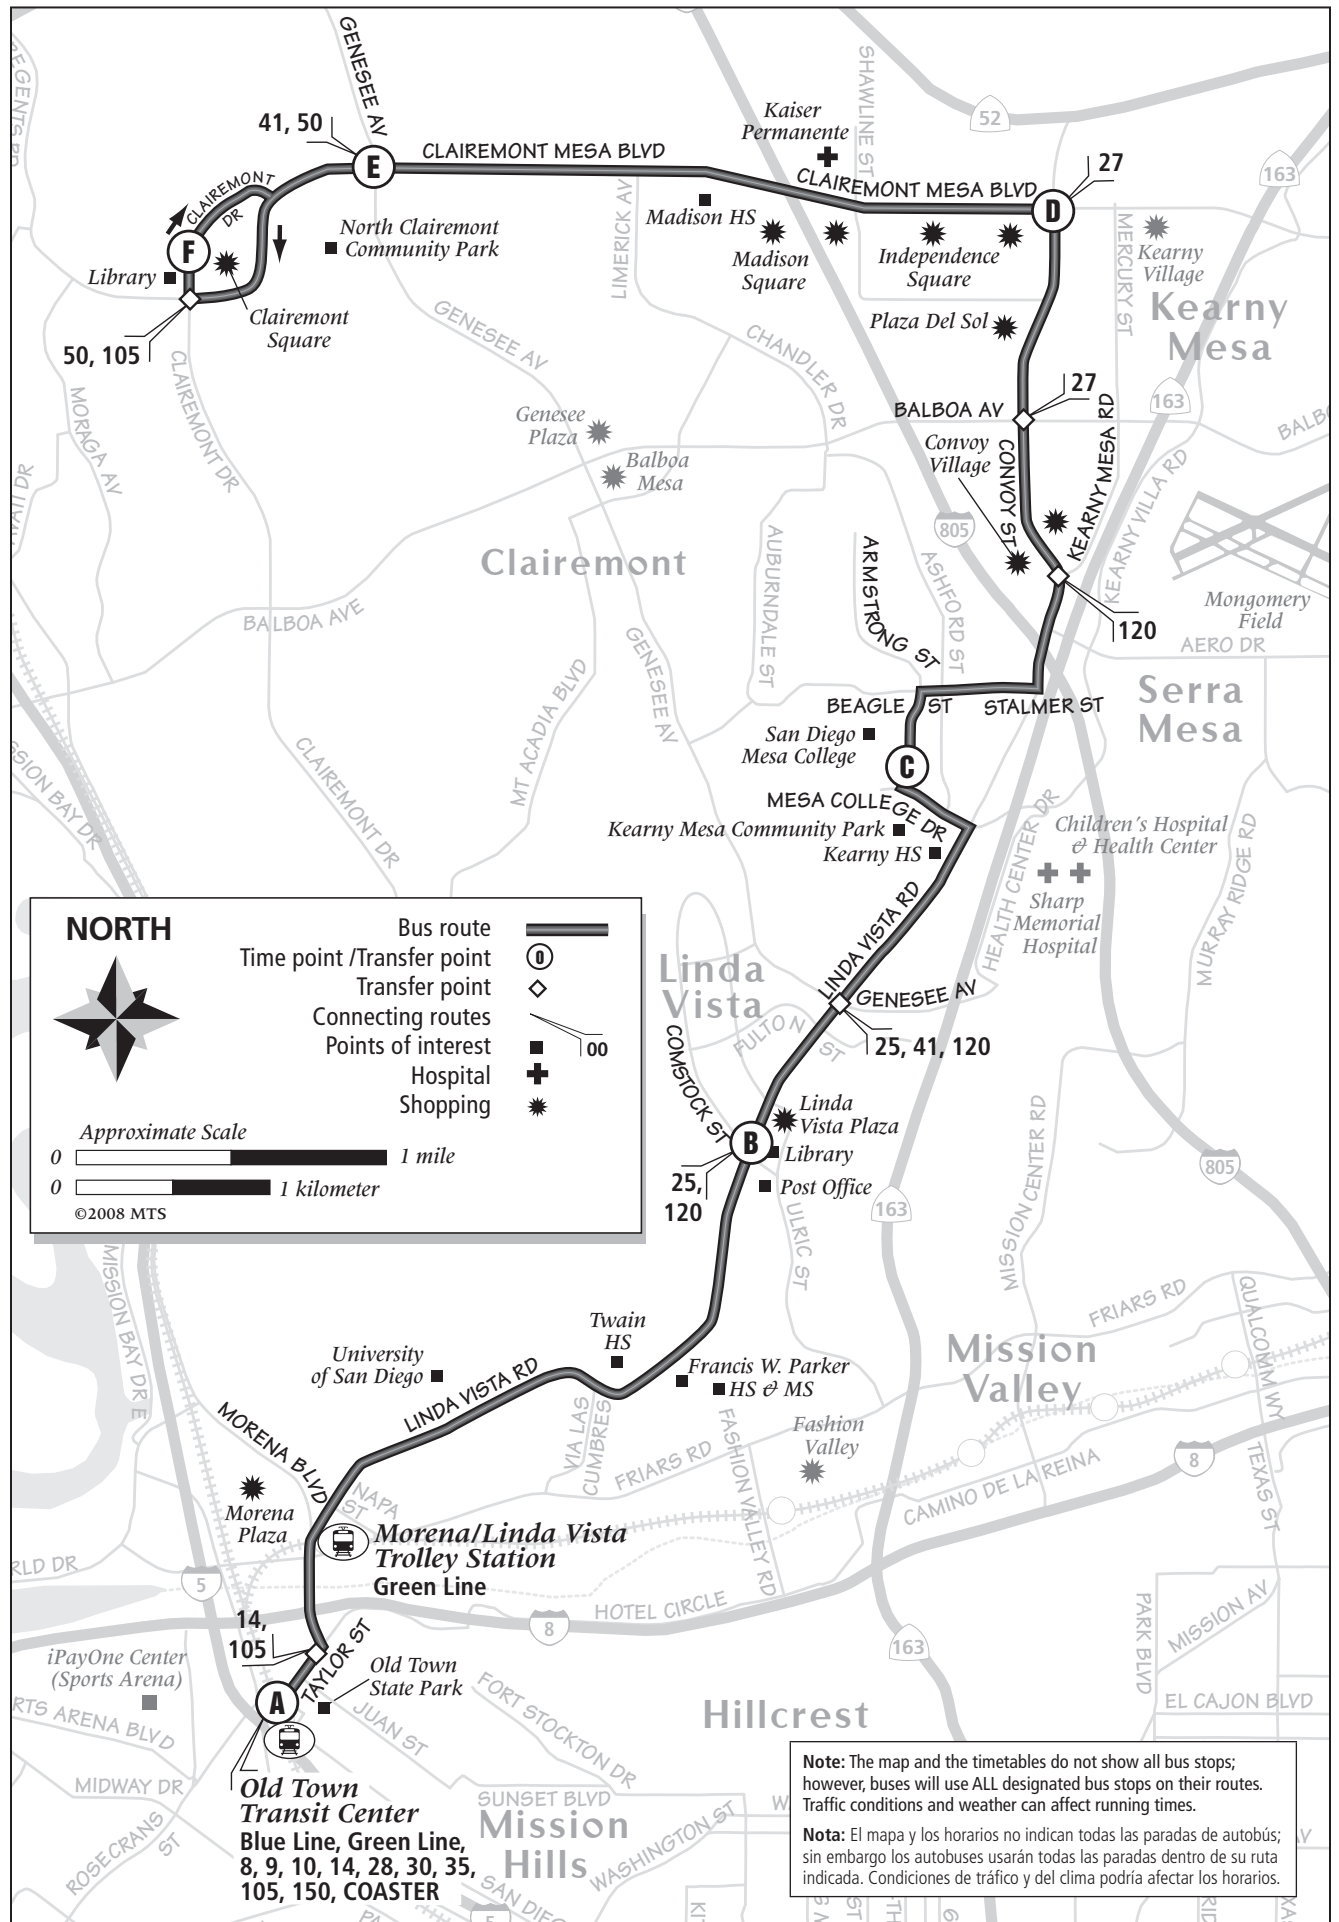 GENESEE AV
SHAWLINE ST
52
Kaiser
Permanente
41, 50
E
CLAIREMONT MESA BLVD
CLAIREMONT MESA BLVD
27
163
D
CLAIREMONT
DR
F
Library
North Clairemont
Community Park
LIMERICK AV
Madison HS
Madison
Square
Independence
Square
MERCURY ST
Kearny
Village
Kearny
Mesa
Clairemont
Square
50, 105
GENESEE AV
Plaza Del Sol
CHANDLER DR
MORAGA AV
CLAIREMONT DR
27
163
Genesee
Plaza
BALBOA AV
Balboa
Mesa
Convoy
Village
CONVOY ST
KEARNY MESA RD
KEARNY VILLA RD
805
Clairemont
AUBURNDALE ST
ARMSTRONG ST
ASHFORD ST
Mongomery
Field
BALBOA AVE
120
AERO DR
GENESEE AV
MT ACADIA BLVD
Serra
Mesa
BEAGLE ST
STALMER ST
San Diego
Mesa College
C
CLAIREMONT DR
MESA COLLEGE DR
Kearny Mesa Community Park
Kearny HS
HEALTH CENTER DR
Children's Hospital
& Health Center
Sharp
Memorial
Hospital
MURRAY RIDGE RD
LINDA VISTA RD
Linda
Vista
GENESEE AV
25, 41, 120
FULTON ST
COMSTOCK ST
NORTH
Bus route
Time point /Transfer point
0
Transfer point
Connecting routes
00
Points of interest
Hospital
Shopping
Approximate Scale
0
1 mile
0
1 kilometer
©2008 MTS
Linda
Vista Plaza
B
Library
Post Office
25,
120
ULRIC ST
163
MISSION CENTER RD
805
MISSION BAY DR E
FRIARS RD
QUALCOMM WY
Mission
Valley
Twain
HS
University
of San Diego
Francis W. Parker
HS & MS
LINDA VISTA RD
MORENA BLVD
VIA LAS
CUMBRES
FRIARS RD
FASHION VALLEY RD
Fashion
Valley
8
CAMINO DE LA REINA
TEXAS ST
Morena
Plaza
NAPA
ST
Morena/Linda Vista
Trolley Station
Green Line
5
8
HOTEL CIRCLE
163
PARK BLVD
MISSION AV
14,
105
TAYLOR ST
iPayOne Center
(Sports Arena)
Old Town
State Park
A
JUAN ST
FORT STOCKTON DR
Hillcrest
EL CAJON BLVD
MIDWAY DR
ROSECRANS
ST
Old Town
Transit Center
Blue Line, Green Line,
8, 9, 10, 14, 28, 30, 35,
105, 150, COASTER
SUNSET BLVD
Mission
Hills
WASHINGTON ST
5
Note: The map and the timetables do not show all bus stops;
however, buses will use ALL designated bus stops on their routes.
Traffic conditions and weather can affect running times.
Nota: El mapa y los horarios no indican todas las paradas de autobús;
sin embargo los autobuses usarán todas las paradas dentro de su ruta
indicada. Condiciones de tráfico y del clima podría afectar los horarios.